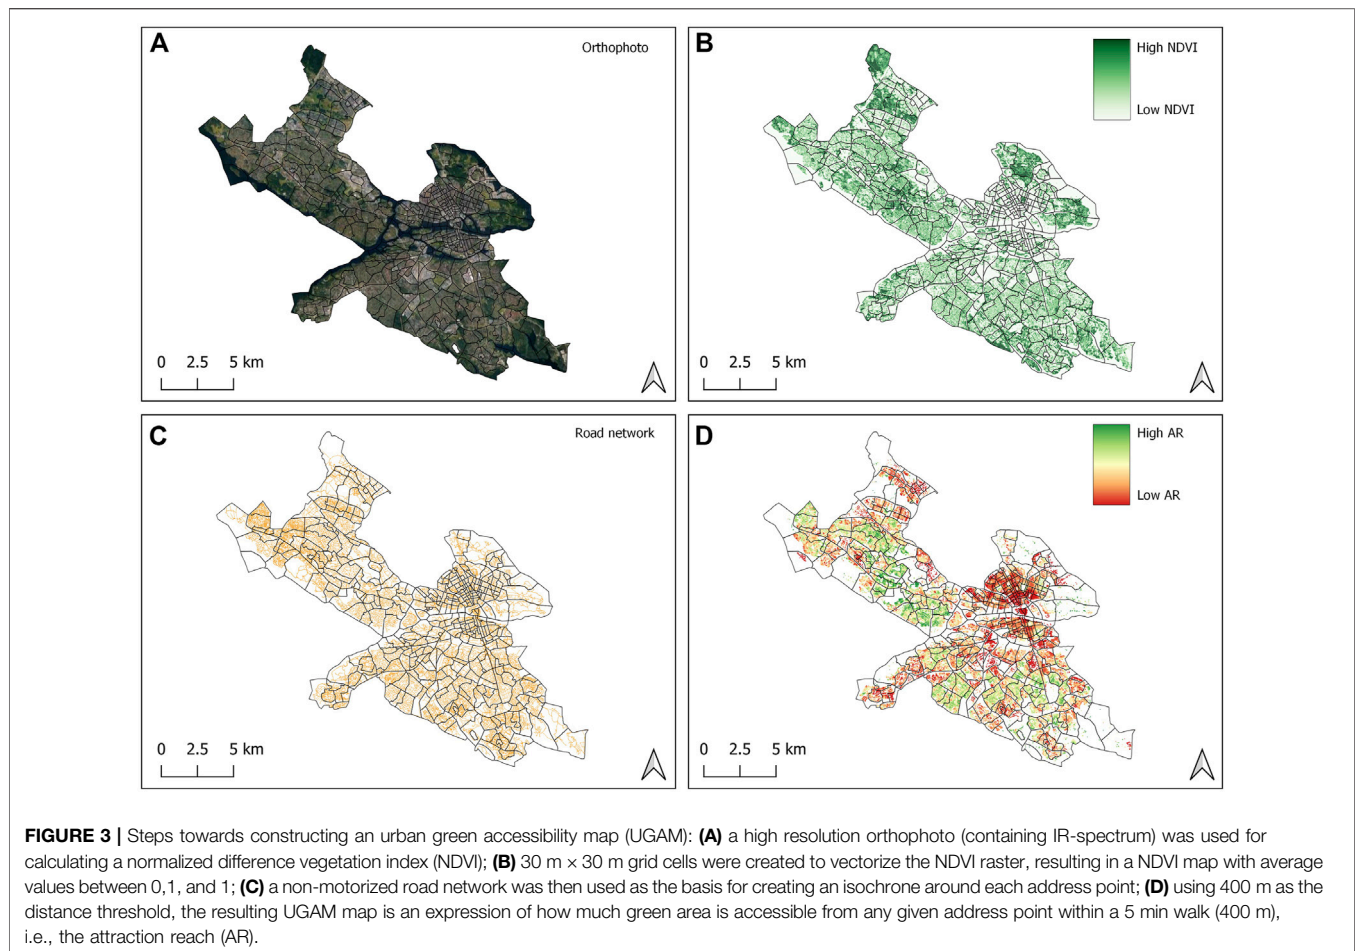 A
Orthophoto
0 2.5 5 km
B
High NDVI
Low NDVI
0 2.5 5 km
C
Road network
0 2.5 5 km
D
High AR
Low AR
0 2.5 5 km
FIGURE 3 | Steps towards constructing an urban green accessibility map (UGAM): (A) a high resolution orthophoto (containing IR-spectrum) was used for
calculating a normalized difference vegetation index (NDVI); (B) 30 m × 30 m grid cells were created to vectorize the NDVI raster, resulting in a NDVI map with average
values between 0,1, and 1; (C) a non-motorized road network was then used as the basis for creating an isochrone around each address point; (D) using 400 m as the
distance threshold, the resulting UGAM map is an expression of how much green area is accessible from any given address point within a 5 min walk (400 m),
i.e., the attraction reach (AR).